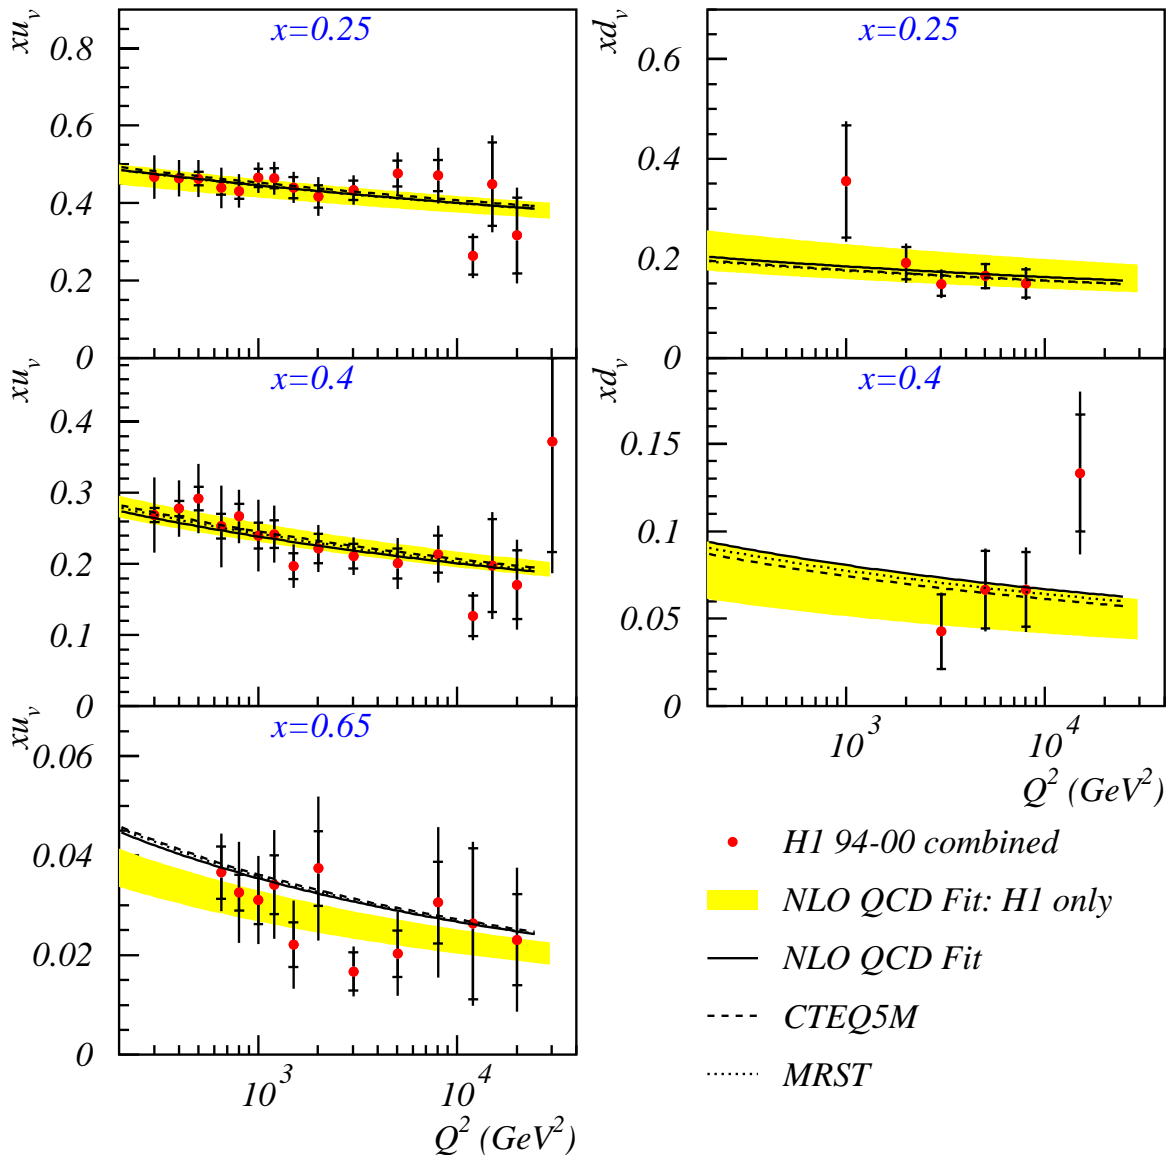 xu_v
x=0.25
0.8
0.6
0.4
0.2
0
xd_v
x=0.25
0.6
0.4
0.2
0
xu_v
x=0.4
0.4
0.3
0.2
0.1
0
xd_v
x=0.4
0.15
0.1
0.05
0
10^3
10^4
Q^2 (GeV^2)
xu_v
x=0.65
0.06
0.04
0.02
0
10^3
10^4
Q^2 (GeV^2)
H1 94-00 combined
NLO QCD Fit: H1 only
NLO QCD Fit
CTEQ5M
MRST